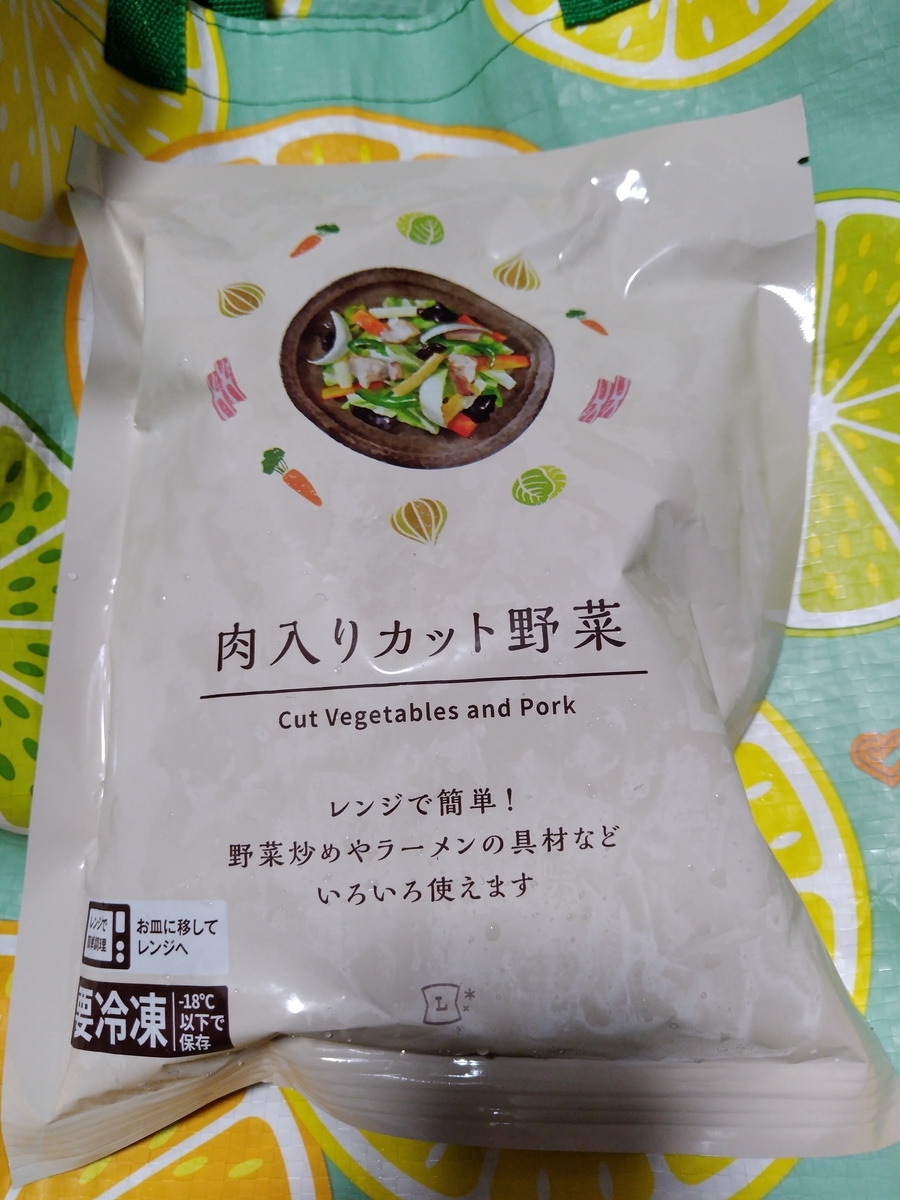 肉入りカット野菜
Cut Vegetables and Pork
レンジで簡単!
野菜炒めやラーメンの具材など
いろいろ使えます
レンジで
簡単調理
お皿に移して
レンジへ
要冷凍
-18℃
以下で
保存
L